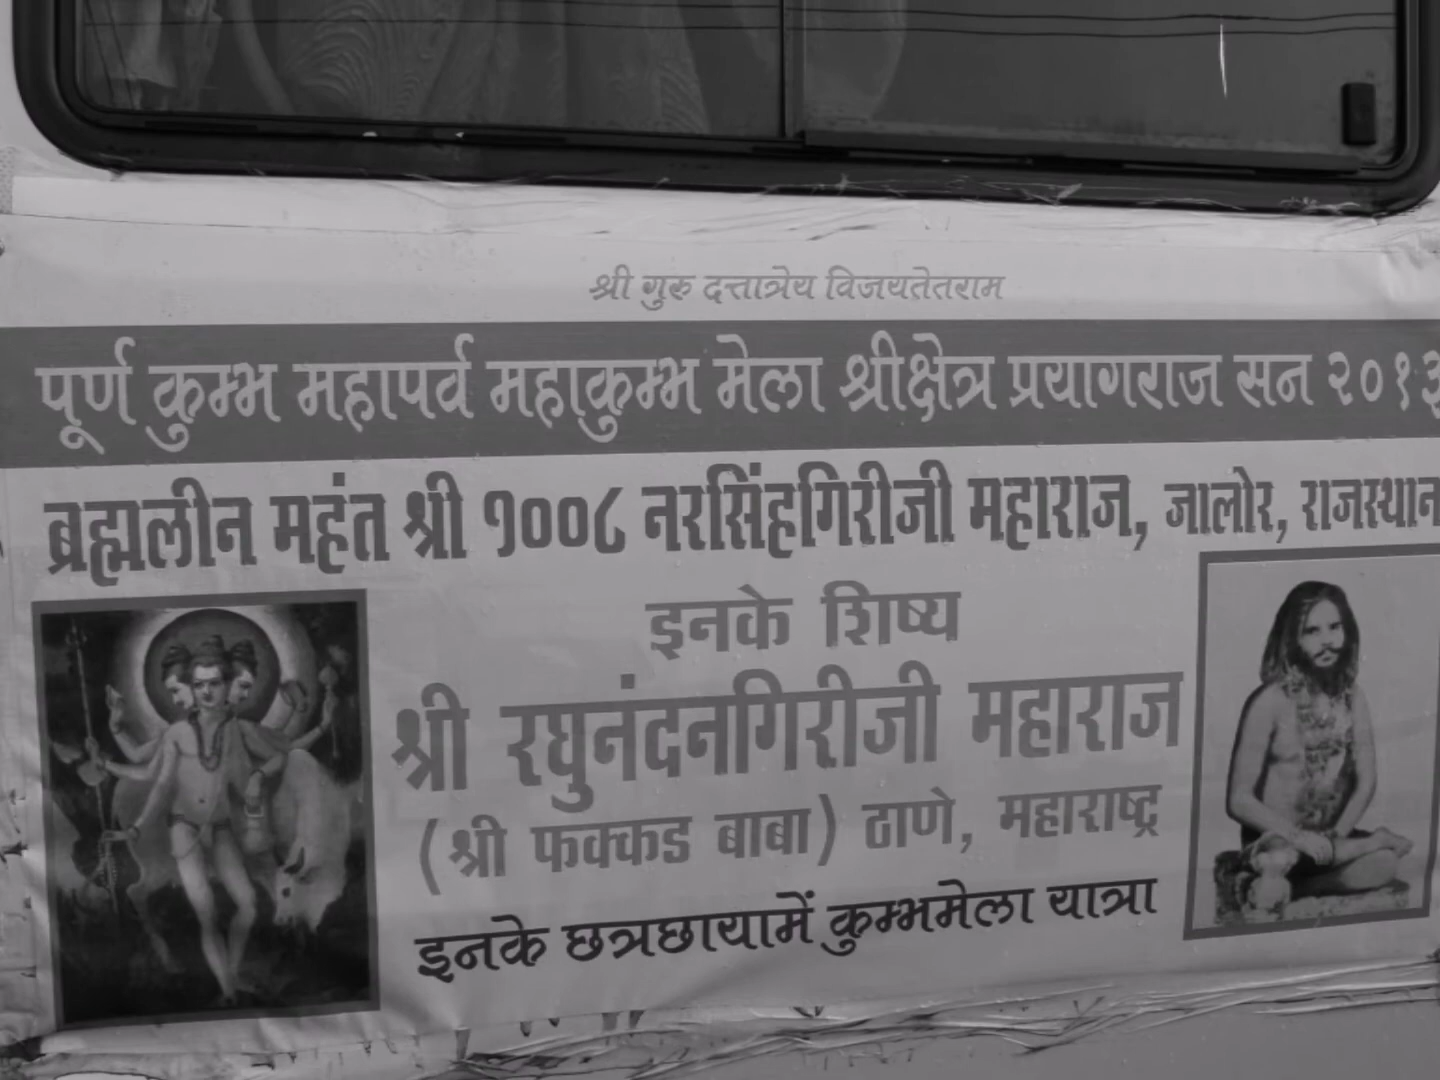 श्री गुरु दत्तात्रेय विजयतेतराम
पूर्ण कुम्भ महापर्व महाकुम्भ मेला श्रीक्षेत्र प्रयागराज सन २०१३
ब्रह्मलीन महंत श्री १००८ नरसिंहगिरीजी महाराज, जालोर, राजस्थान
इनके शिष्य
श्री रघुनंदनगिरीजी महाराज
(श्री फक्कड बाबा) ठाणे, महाराष्ट्र
इनके छत्रछायामें कुम्भमेला यात्रा